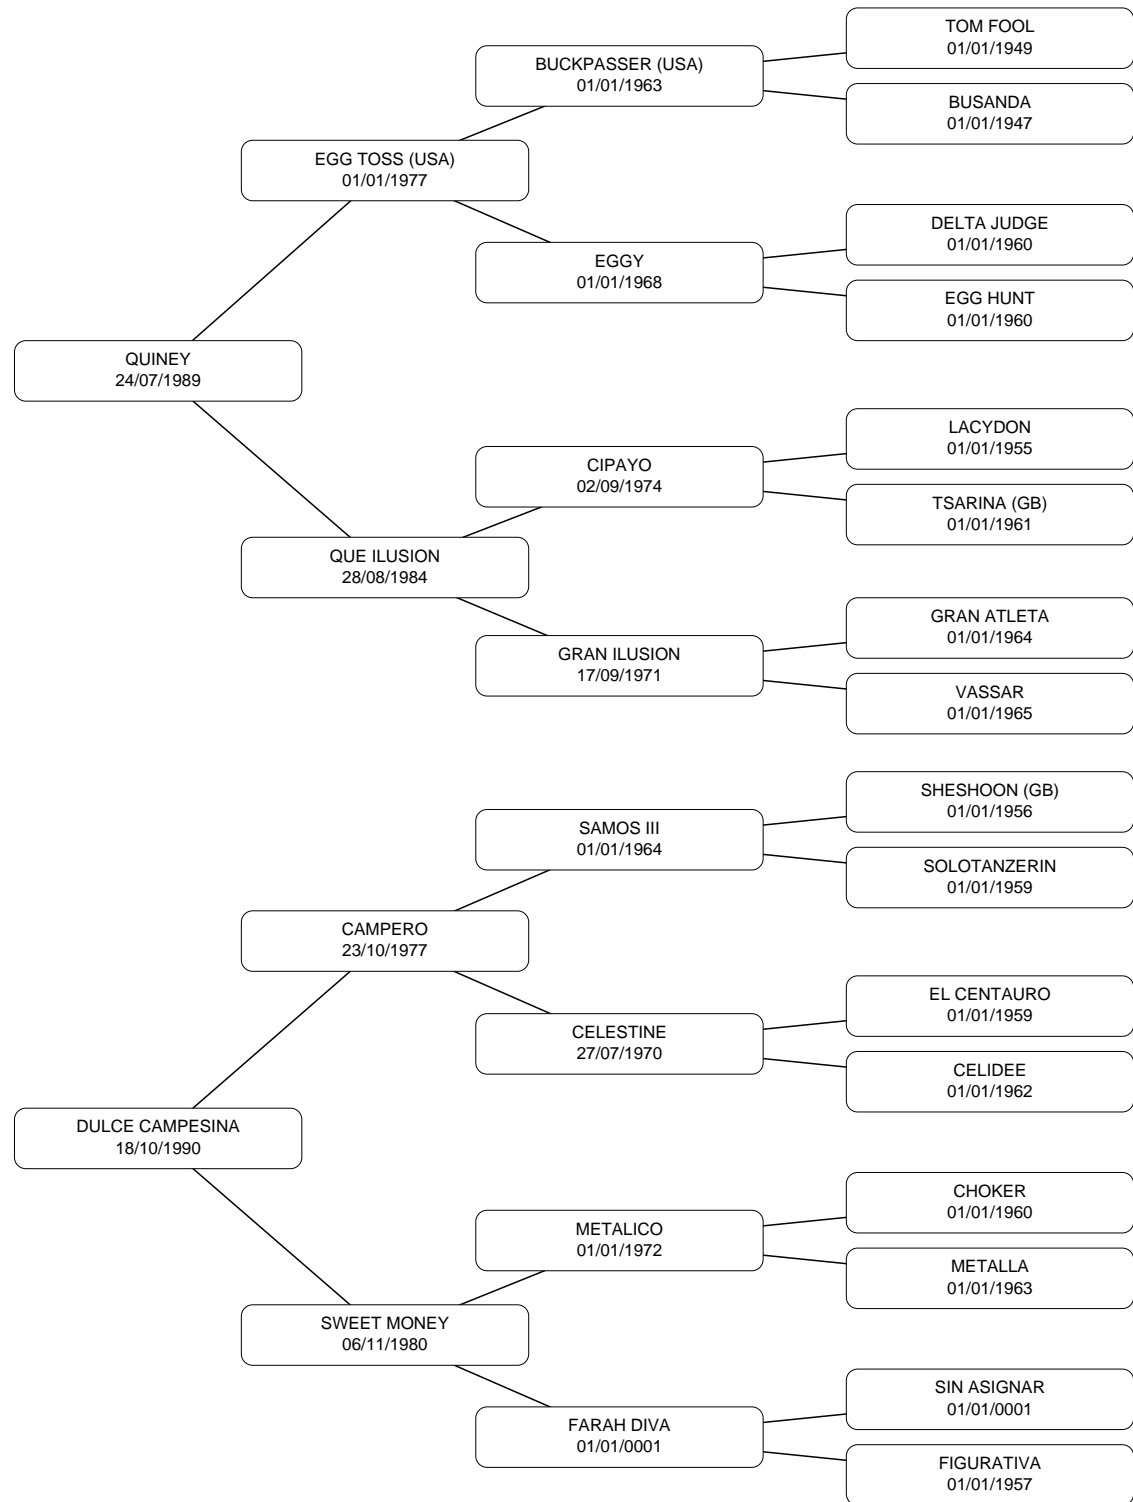 TOM FOOL
01/01/1949
BUCKPASSER (USA)
01/01/1963
BUSANDA
01/01/1947
EGG TOSS (USA)
01/01/1977
DELTA JUDGE
01/01/1960
EGGY
01/01/1968
EGG HUNT
01/01/1960
QUINEY
24/07/1989
LACYDON
01/01/1955
CIPAYO
02/09/1974
TSARINA (GB)
01/01/1961
QUE ILUSION
28/08/1984
GRAN ATLETA
01/01/1964
GRAN ILUSION
17/09/1971
VASSAR
01/01/1965
SHESHOON (GB)
01/01/1956
SAMOS III
01/01/1964
SOLOTANZERIN
01/01/1959
CAMPERO
23/10/1977
EL CENTAURO
01/01/1959
CELESTINE
27/07/1970
CELIDEE
01/01/1962
DULCE CAMPESINA
18/10/1990
CHOKER
01/01/1960
METALICO
01/01/1972
METALLA
01/01/1963
SWEET MONEY
06/11/1980
SIN ASIGNAR
01/01/0001
FARAH DIVA
01/01/0001
FIGURATIVA
01/01/1957